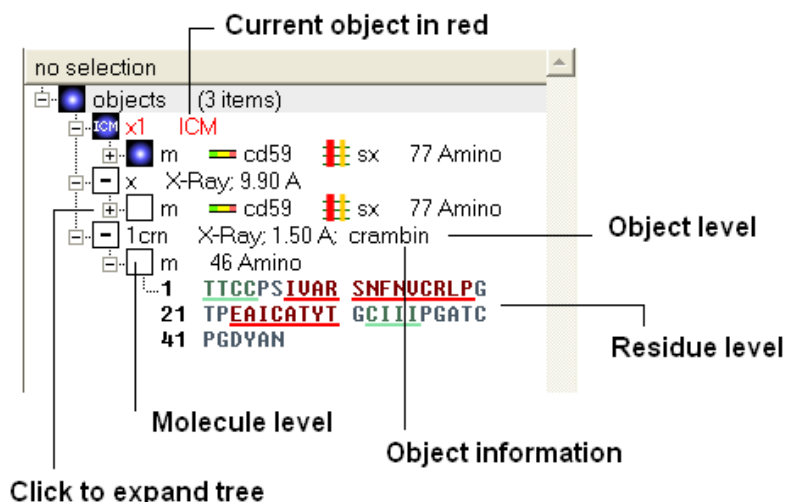 Current object in red
no selection
objects (3 items)
ICM x1 ICM
m cd59 sx 77 Amino
x X-Ray; 9.90 A
m cd59 sx 77 Amino
Object level
1crn X-Ray; 1.50 A; crambin
m 46 Amino
1 TTCCPSIVAR SNFNVCRLPG
21 TPEAICATYT GCIIIPGATC
Residue level
41 PGDYAN
Molecule level
Object information
Click to expand tree